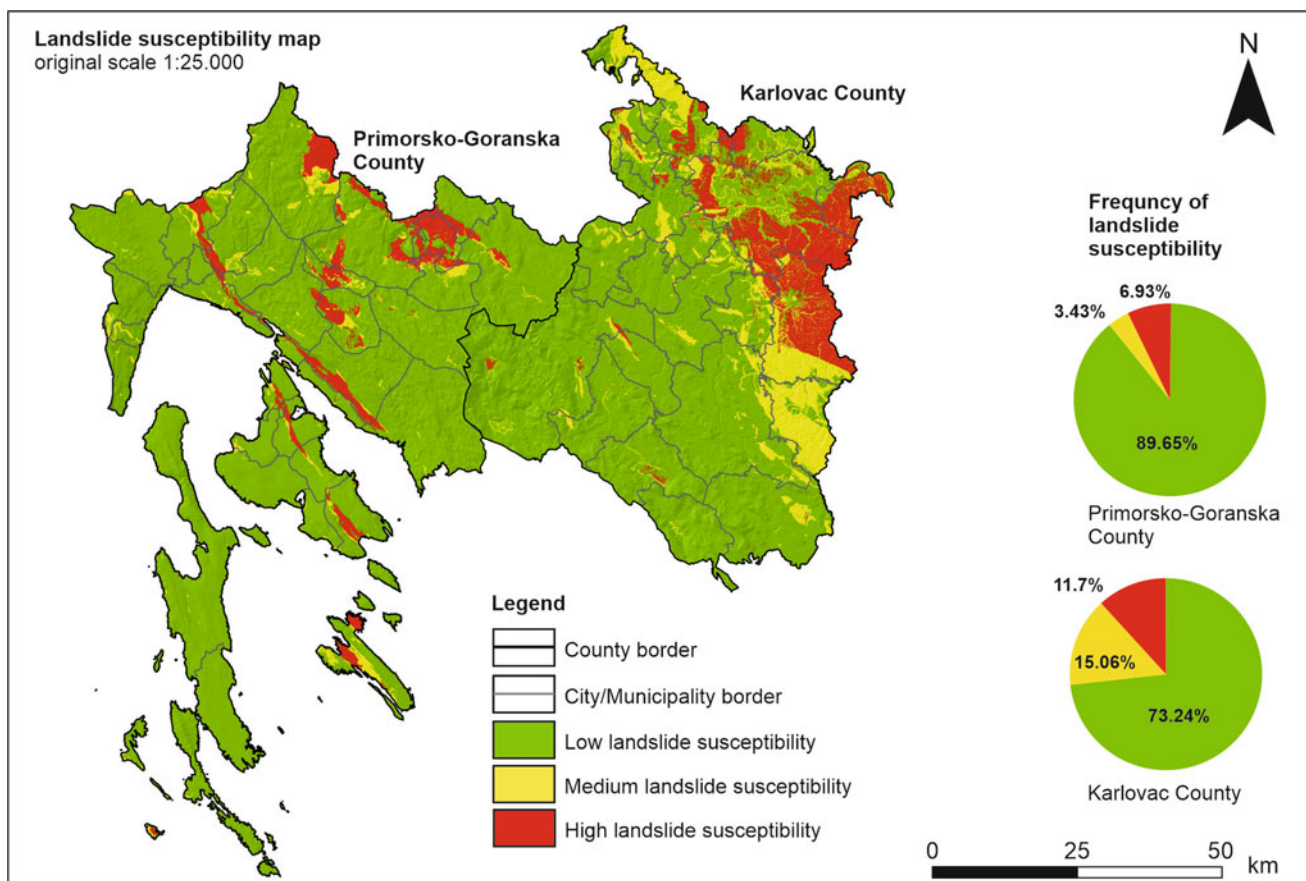 Landslide susceptibility map
original scale 1:25.000
Primorsko-Goranska
County
Karlovac County
N
Frequncy of
landslide
susceptibility
6.93%
3.43%
89.65%
Primorsko-Goranska
County
11.7%
15.06%
73.24%
Karlovac County
Legend
County border
City/Municipality border
Low landslide susceptibility
Medium landslide susceptibility
High landslide susceptibility
0 25 50 km